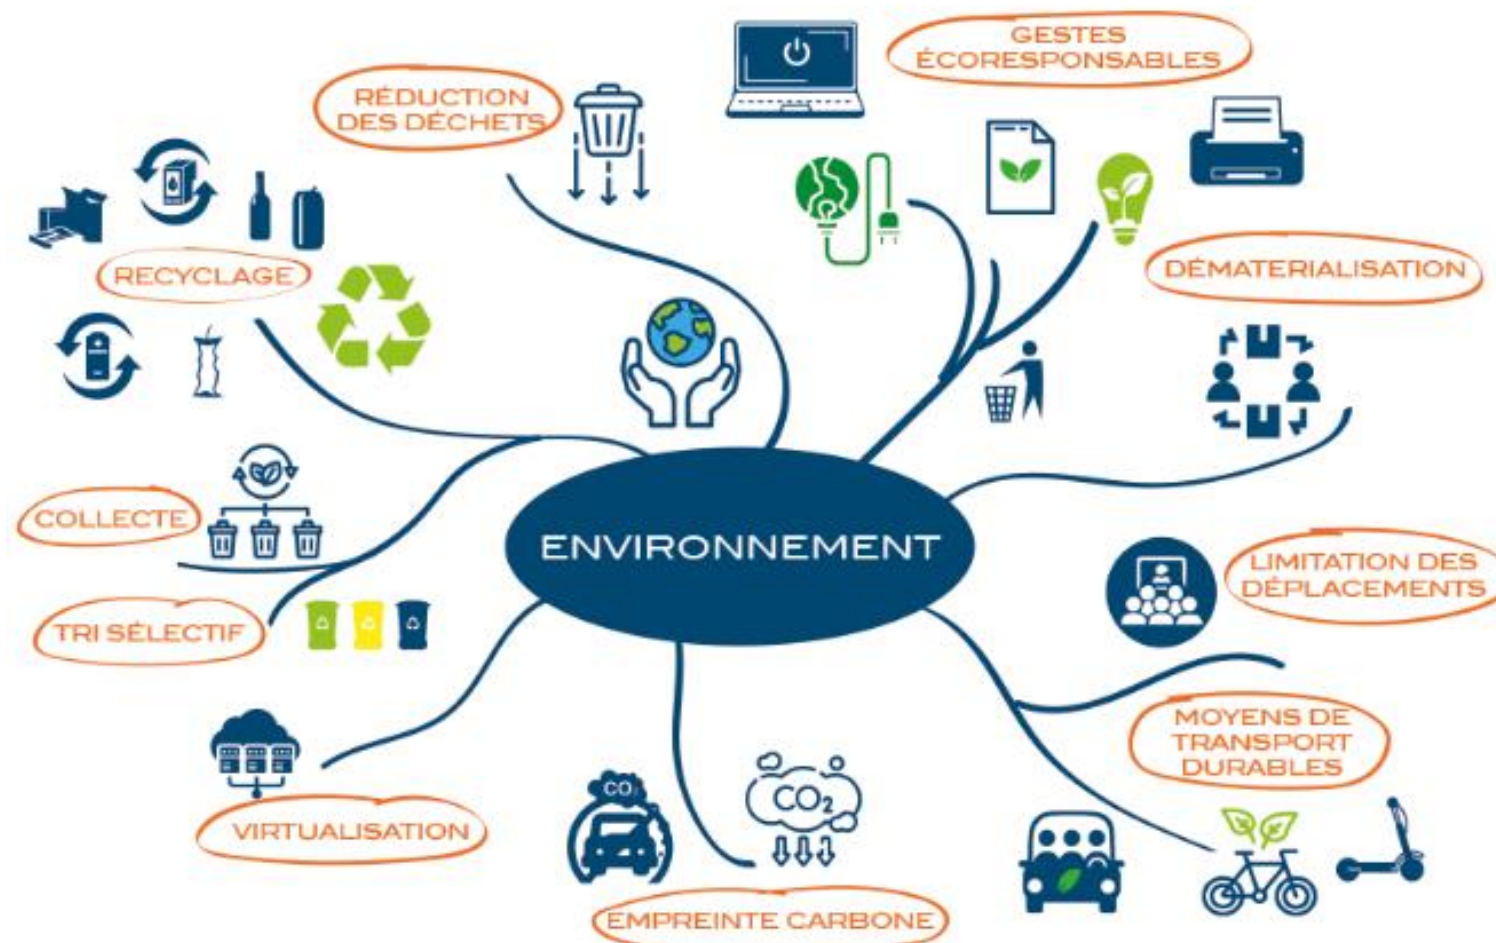 GESTES
ÉCORESPONSABLES
RÉDUCTION
DES DÉCHETS
RECYCLAGE
DÉMATERIALISATION
COLLECTE
ENVIRONNEMENT
LIMITATION DES
DÉPLACEMENTS
TRI SÉLECTIF
MOYENS DE
TRANSPORT
DURABLES
VIRTUALISATION
CO2
CO₂
EMPREINTE CARBONE